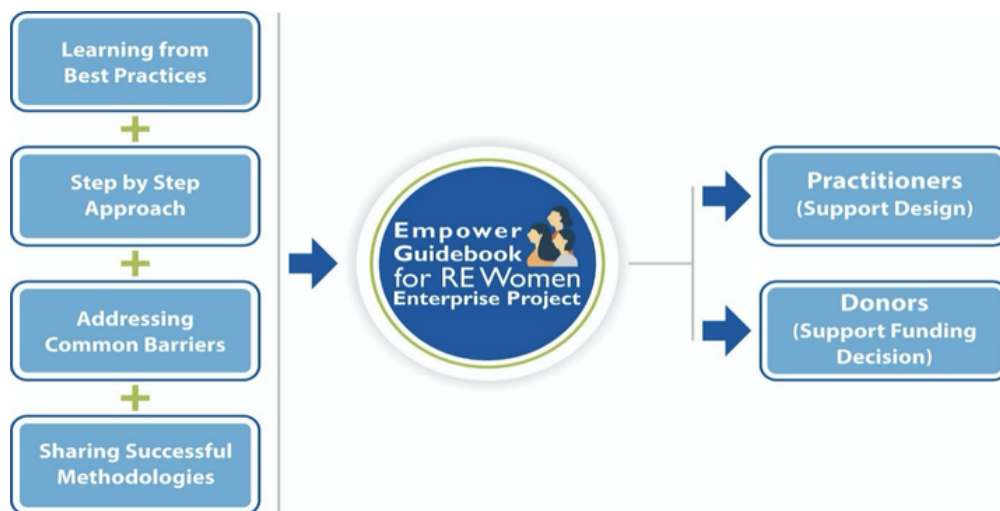 Learning from
Best Practices
+
Step by Step
Approach
+
Addressing
Common Barriers
+
Sharing Successful
Methodologies
Empower
Guidebook
for RE Women
Enterprise Project
Practitioners
(Support Design)
Donors
(Support Funding
Decision)